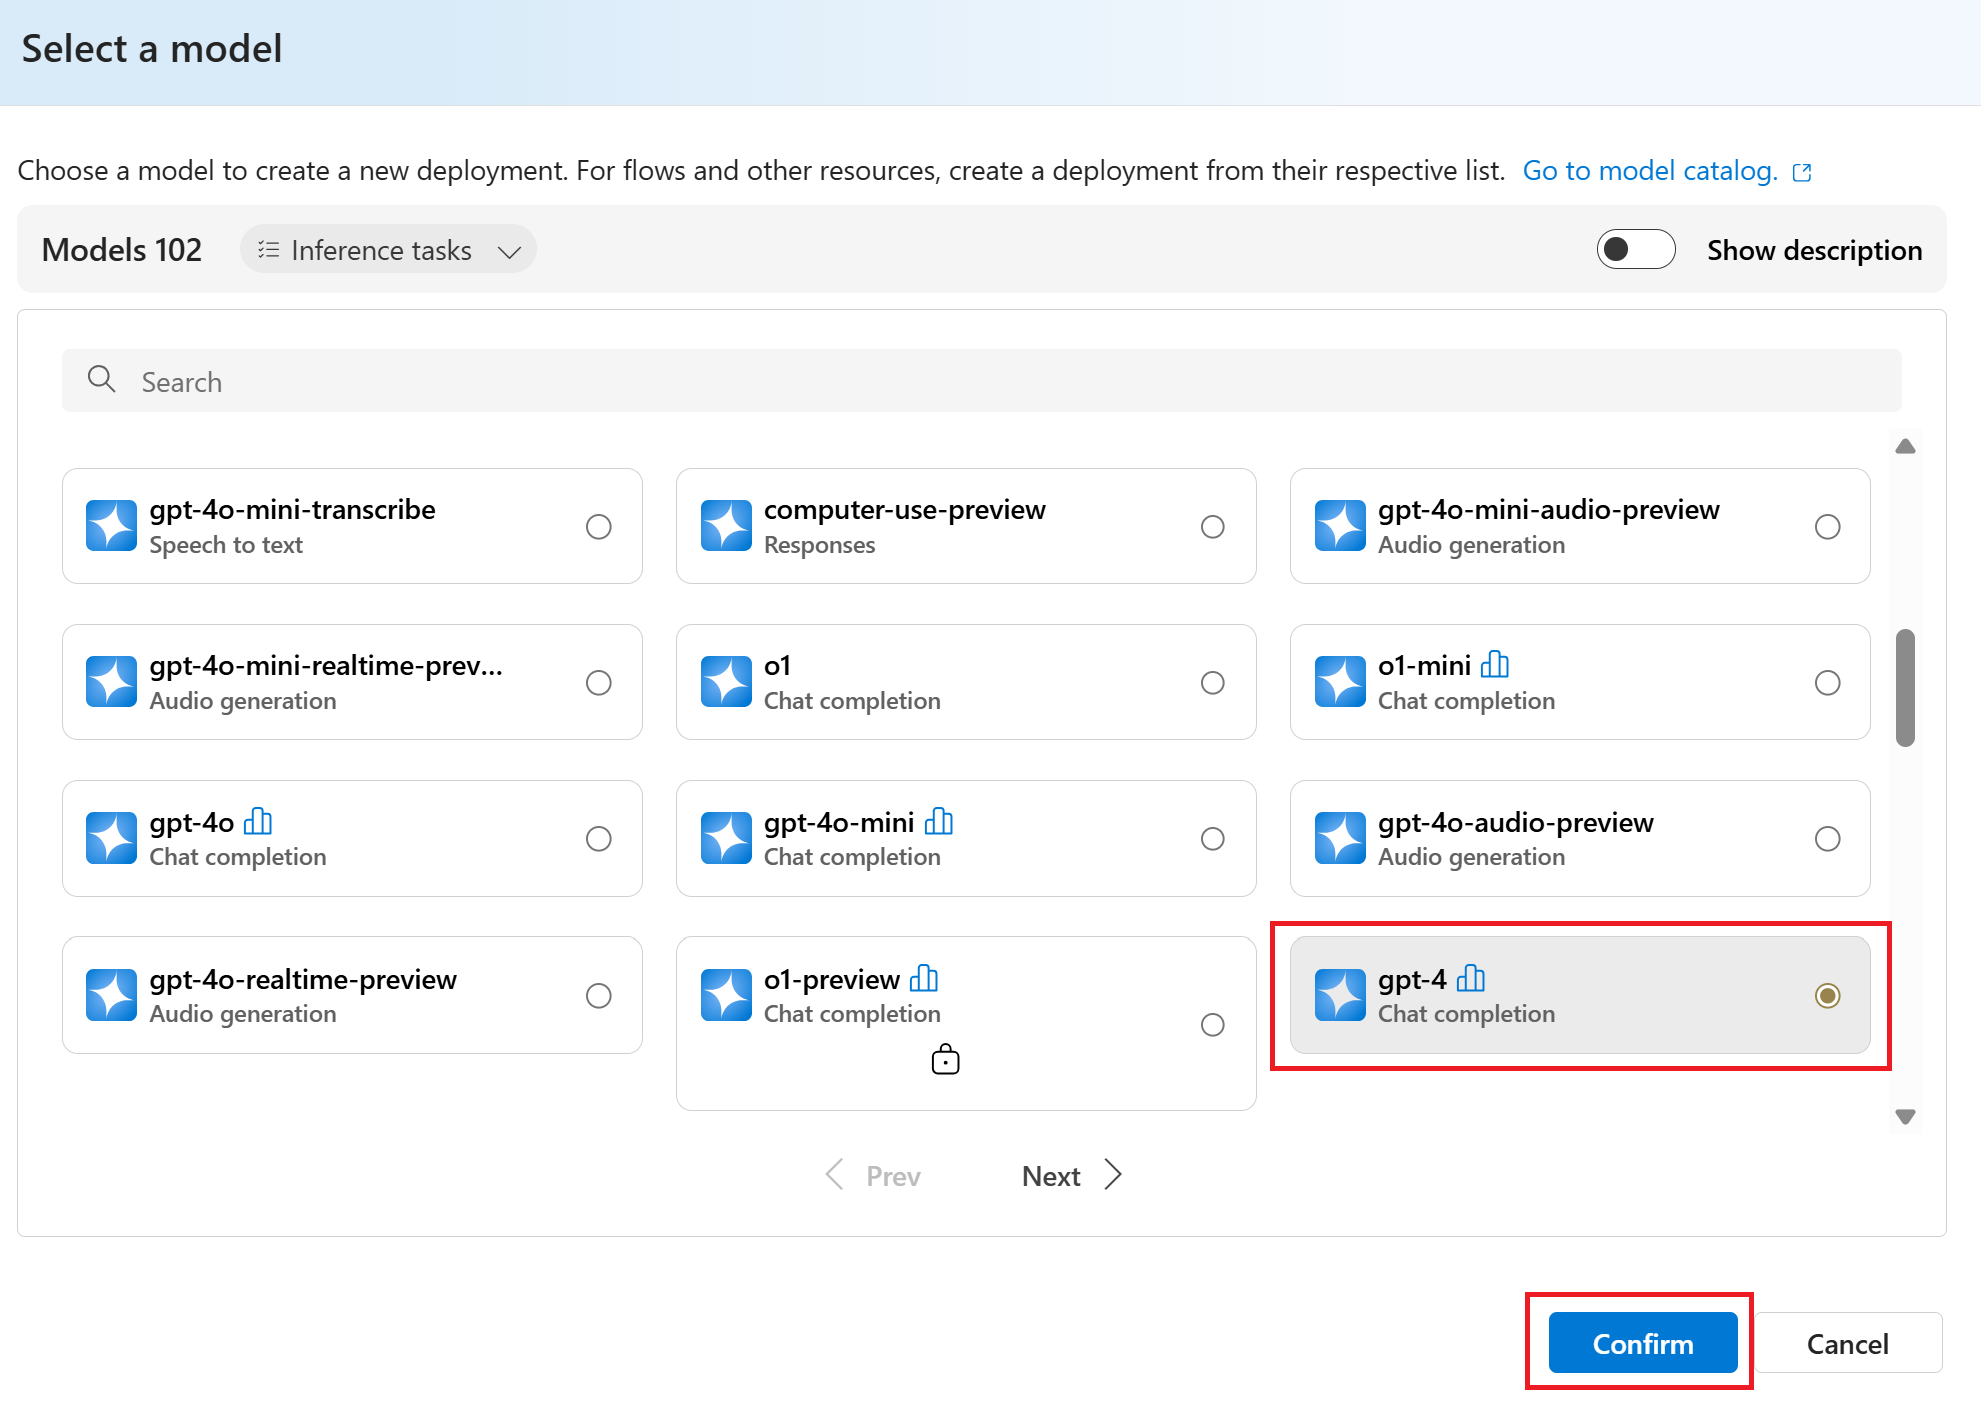 Select a model
Choose a model to create a new deployment. For flows and other resources, create a deployment from their respective list. Go to model catalog.
Models 102 Inference tasks Show description
Search
gpt-4o-mini-transcribe
Speech to text
computer-use-preview
Responses
gpt-4o-mini-audio-preview
Audio generation
gpt-4o-mini-realtime-prev...
Audio generation
o1
Chat completion
o1-mini
Chat completion
gpt-4o
Chat completion
gpt-4o-mini
Chat completion
gpt-4o-audio-preview
Audio generation
gpt-4o-realtime-preview
Audio generation
o1-preview
Chat completion
gpt-4
Chat completion
Prev Next
Confirm Cancel